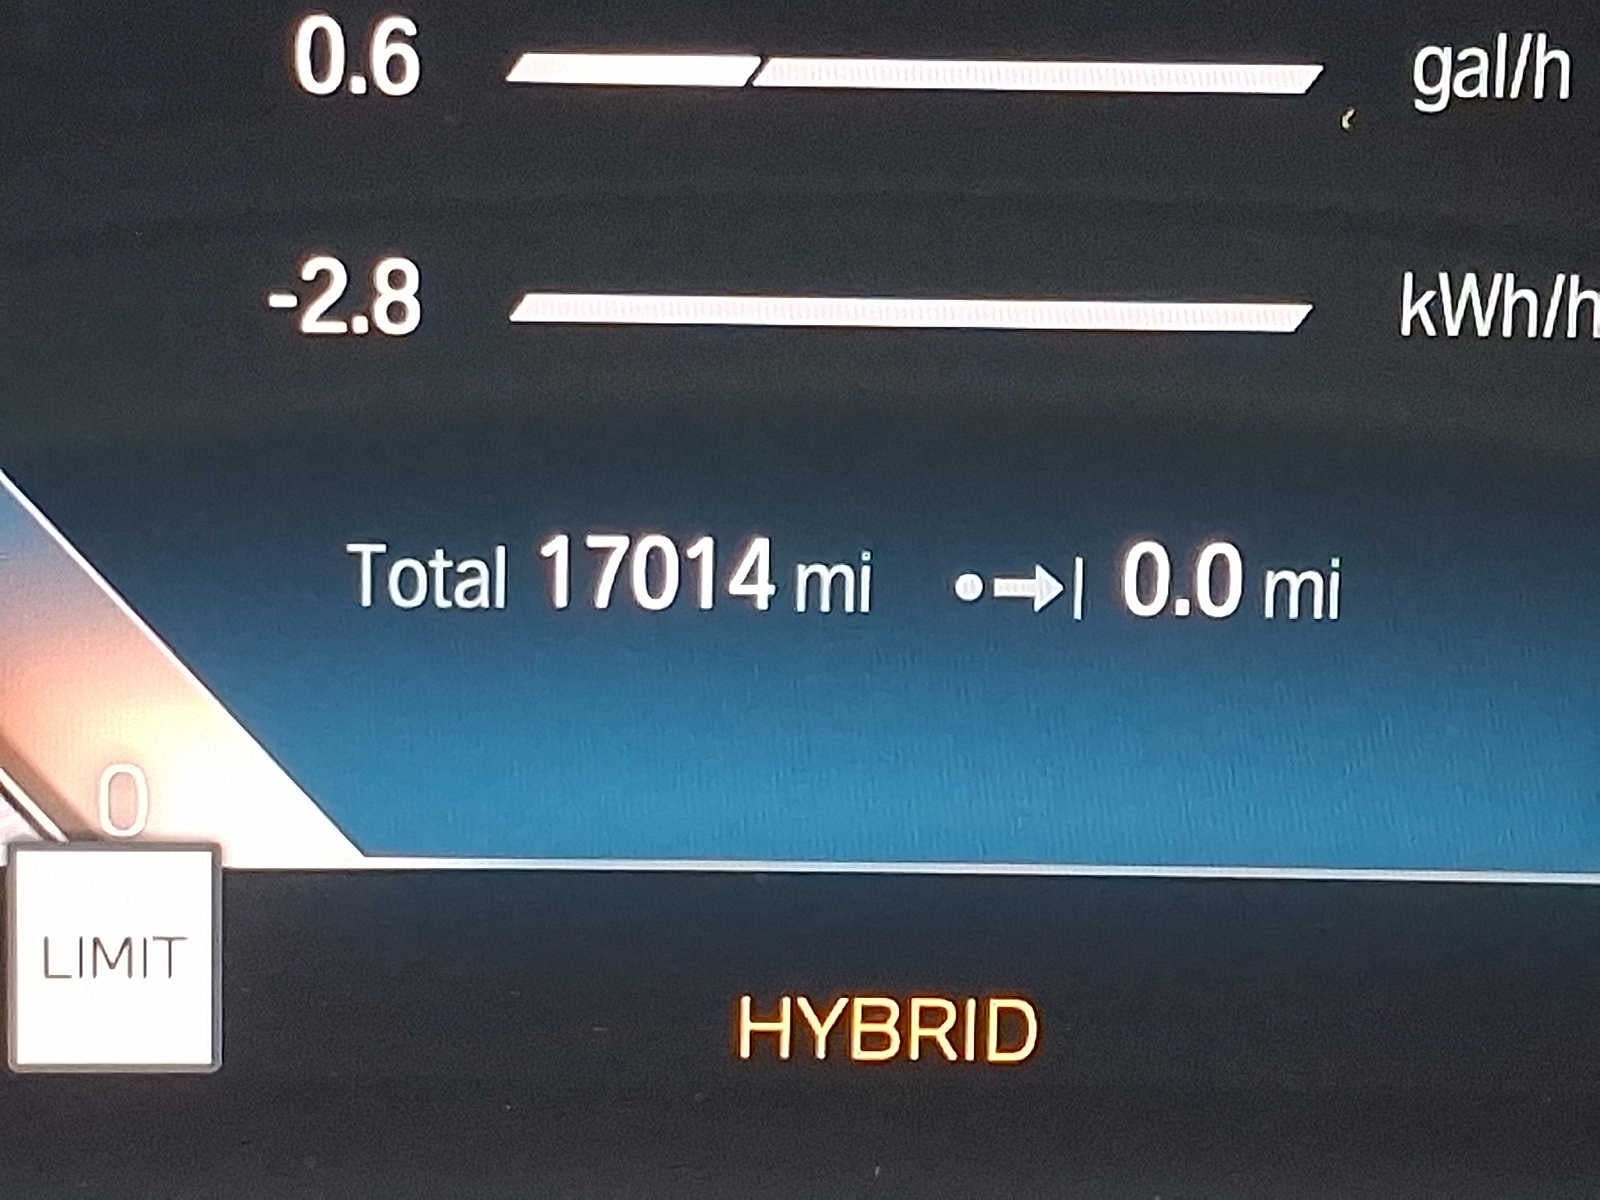 0.6 gal/h
-2.8 kWh/h
Total 17014 mi 0.0 mi
0
LIMIT
HYBRID